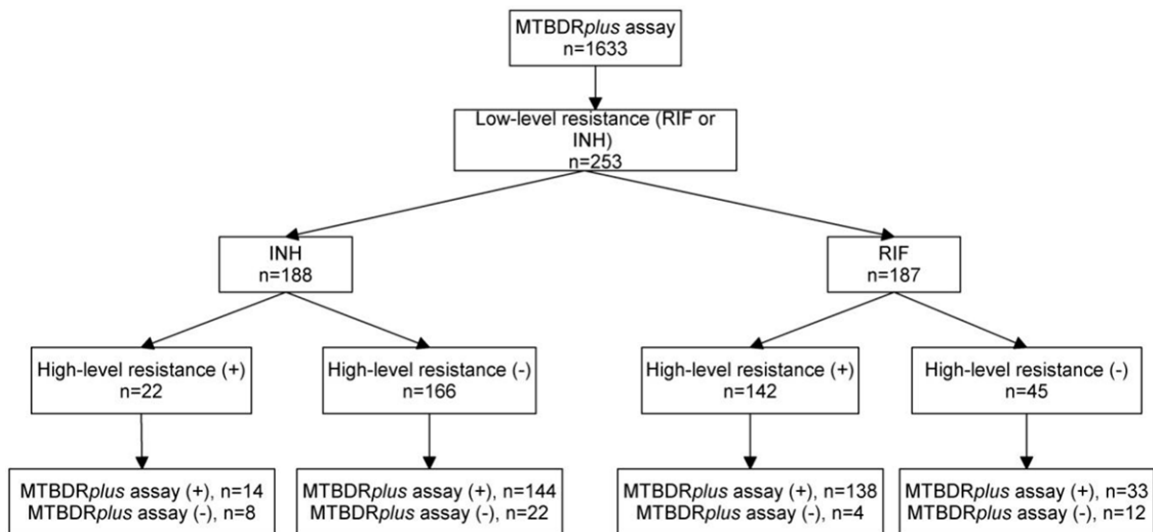 MTBDRplus assay
n=1633
Low-level resistance (RIF or
INH)
n=253
INH
n=188
RIF
n=187
High-level resistance (+)
n=22
High-level resistance (-)
n=166
High-level resistance (+)
n=142
High-level resistance (-)
n=45
MTBDRplus assay (+), n=14
MTBDRplus assay (-), n=8
MTBDRplus assay (+), n=144
MTBDRplus assay (-), n=22
MTBDRplus assay (+), n=138
MTBDRplus assay (-), n=4
MTBDRplus assay (+), n=33
MTBDRplus assay (-), n=12